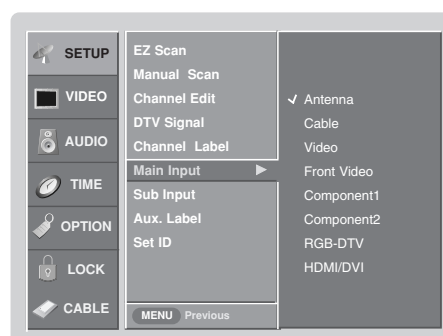 SETUP
VIDEO
AUDIO
TIME
OPTION
LOCK
CABLE
EZ Scan
Manual Scan
Channel Edit
DTV Signal
Channel Label
Main Input
Sub Input
Aux. Label
Set ID
MENU Previous
Antenna
Cable
Video
Front Video
Component1
Component2
RGB-DTV
HDMI/DVI